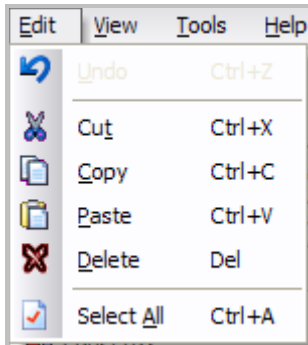 Edit View Tools Help
Undo Ctrl+Z
Cut Ctrl+X
Copy Ctrl+C
Paste Ctrl+V
Delete Del
Select All Ctrl+A